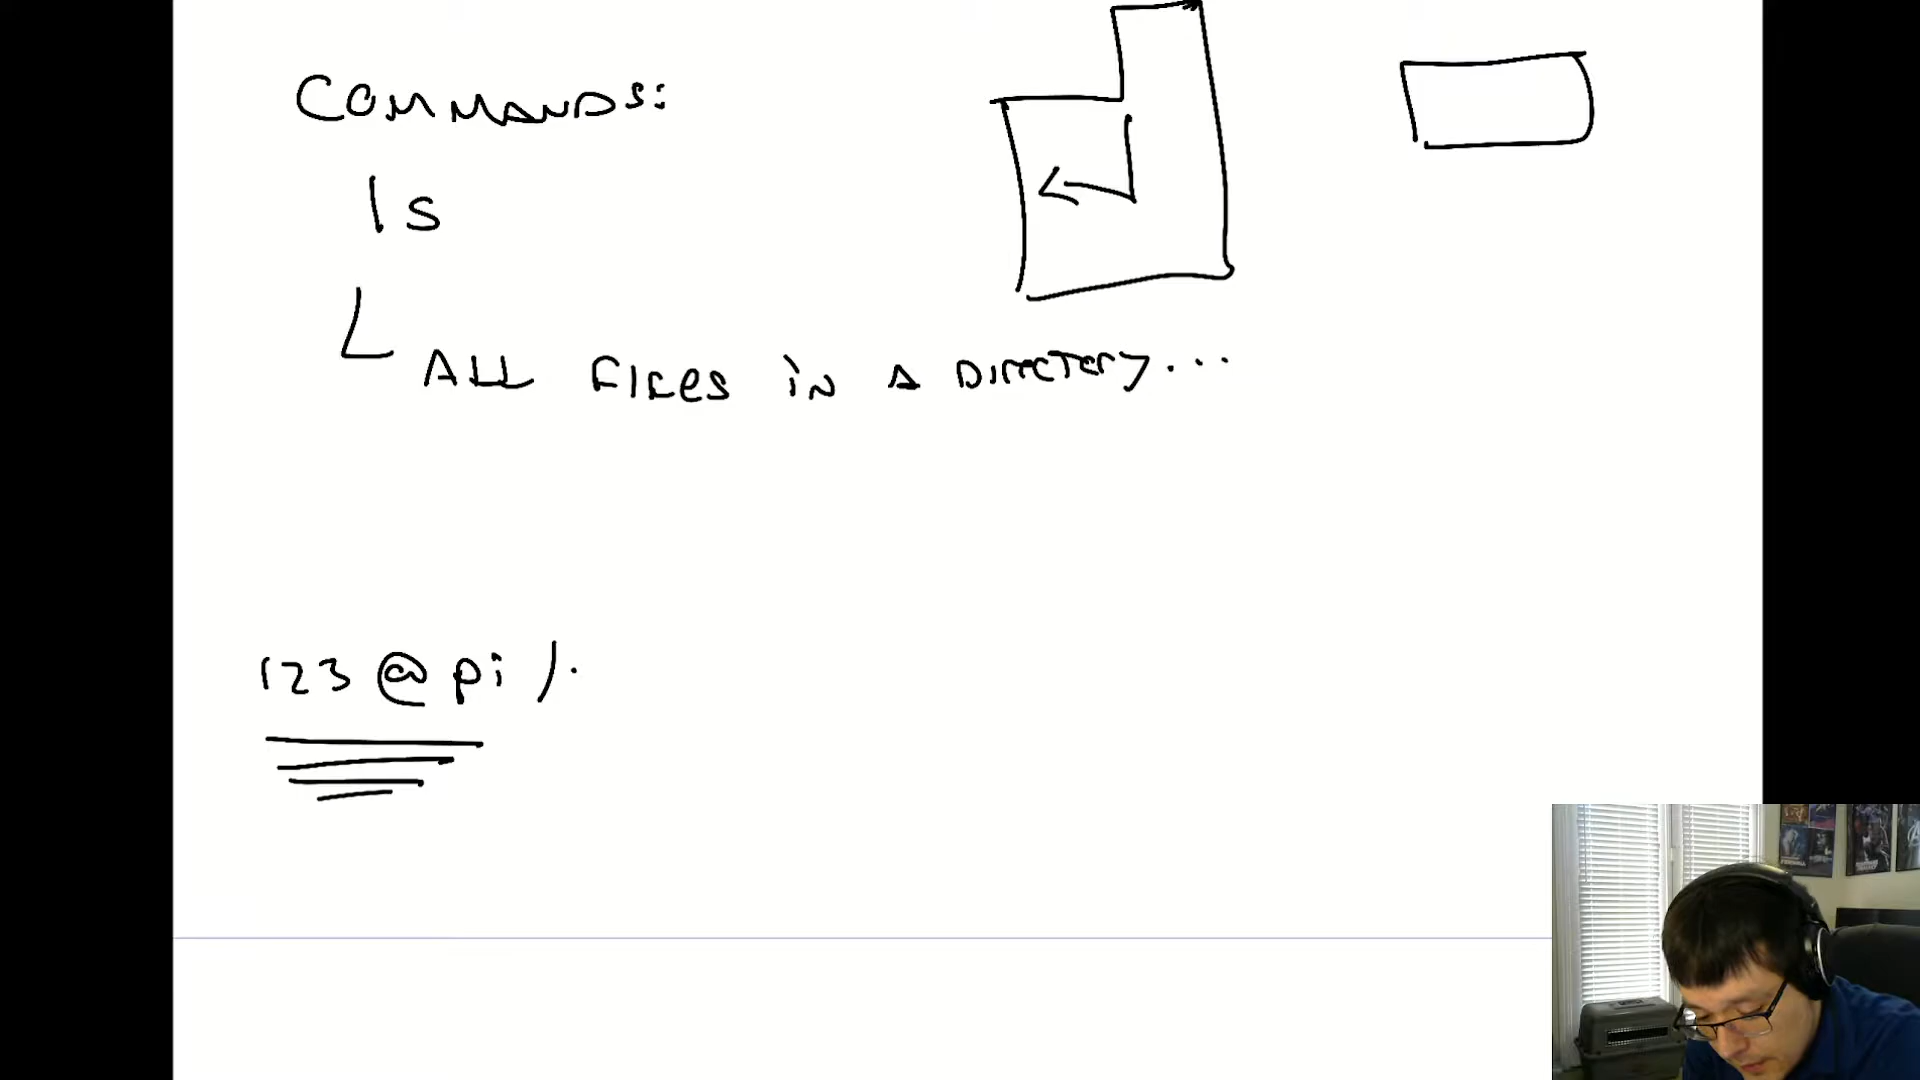 COMMANDS:
ls
ALL FILES in A DIRECTORY...
123 @ pi /.